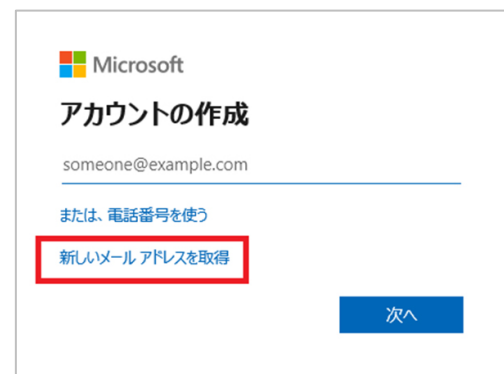 Microsoft
アカウントの作成
someone@example.com
または、電話番号を使う
新しいメール アドレスを取得
次へ